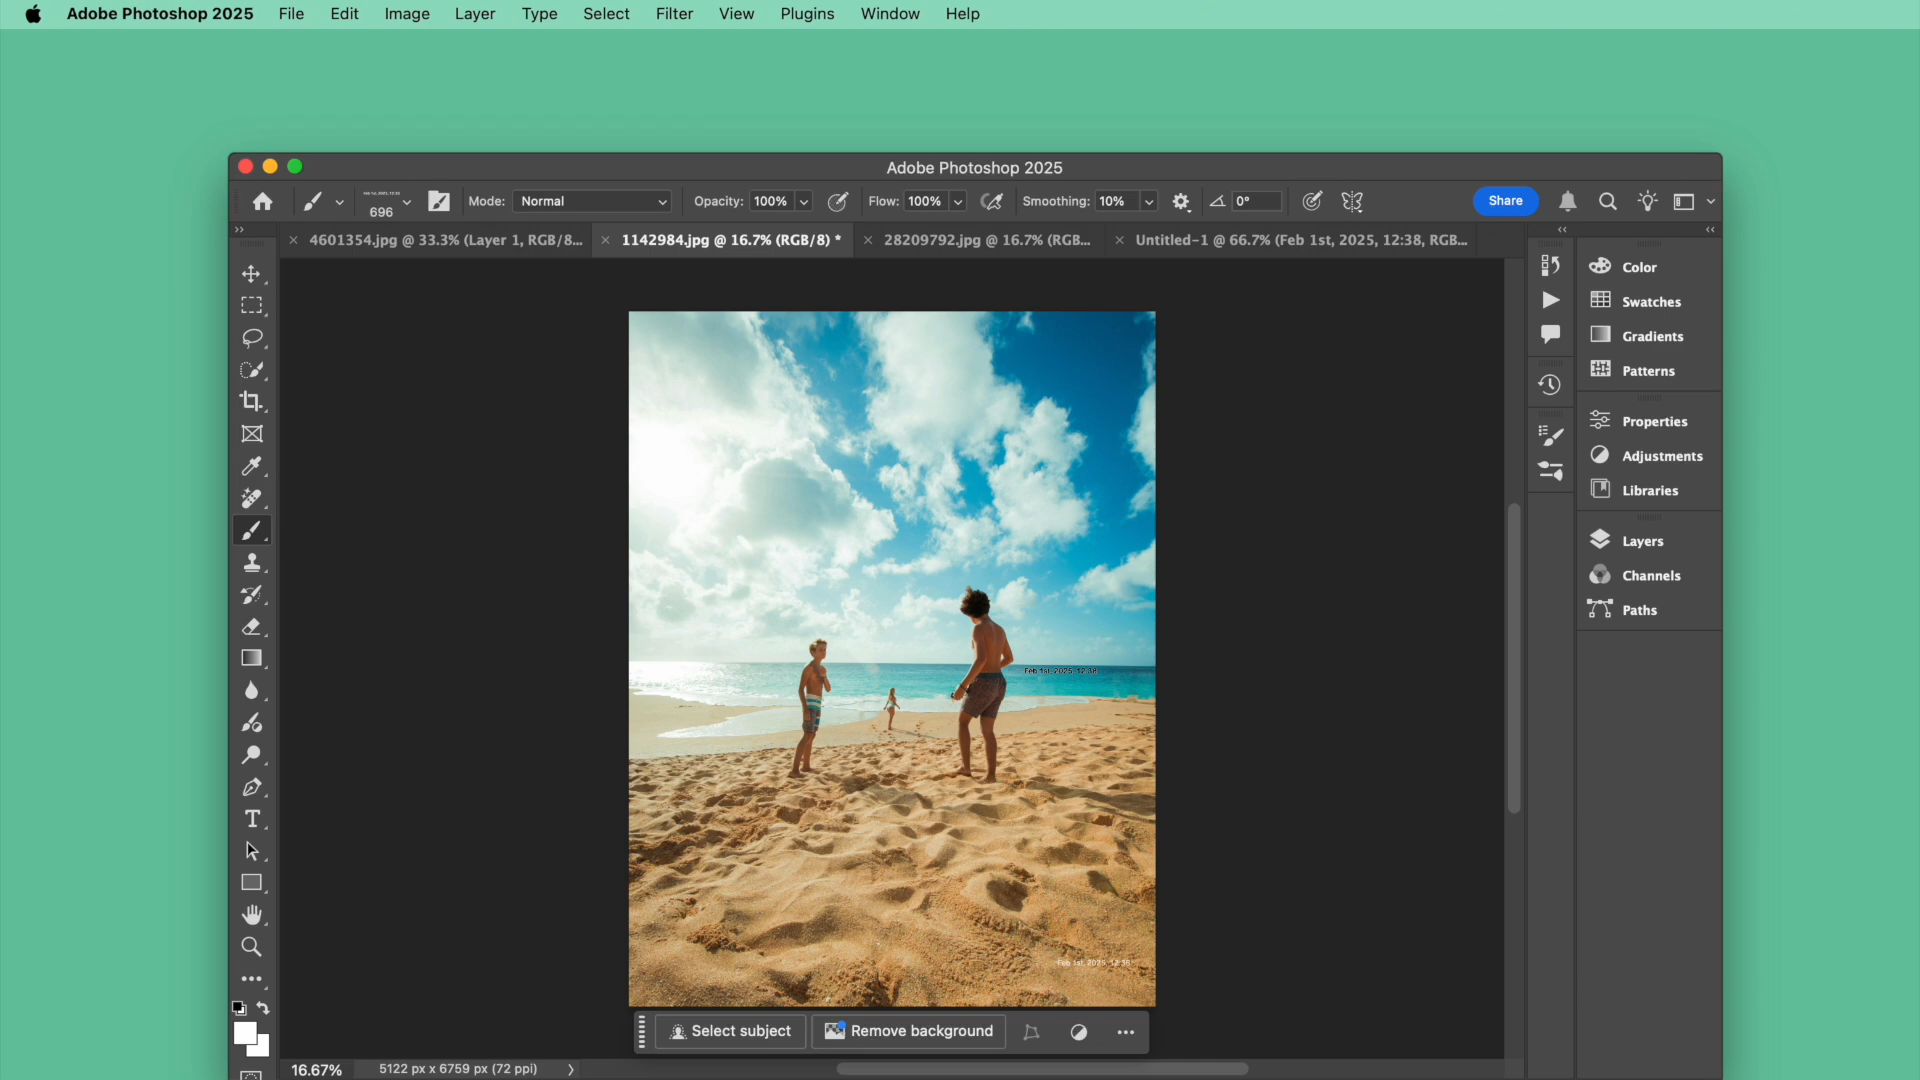 Adobe Photoshop 2025 File Edit Image Layer Type Select Filter View Plugins Window Help
Adobe Photoshop 2025
696 Mode: Normal Opacity: 100% Flow: 100% Smoothing: 10% 0° Share
4601354.jpg @ 33.3% (Layer 1, RGB/8... 1142984.jpg @ 16.7% (RGB/8) * 28209792.jpg @ 16.7% (RGB... Untitled-1 @ 66.7% (Feb 1st, 2025, 12:38, RGB...
Color
Swatches
Gradients
Patterns
Properties
Adjustments
Libraries
Layers
Channels
Paths
Feb 1st, 2025, 12:38
Feb 1st, 2025, 12:38
Select subject Remove background
16.67% 5122 px x 6759 px (72 ppi)